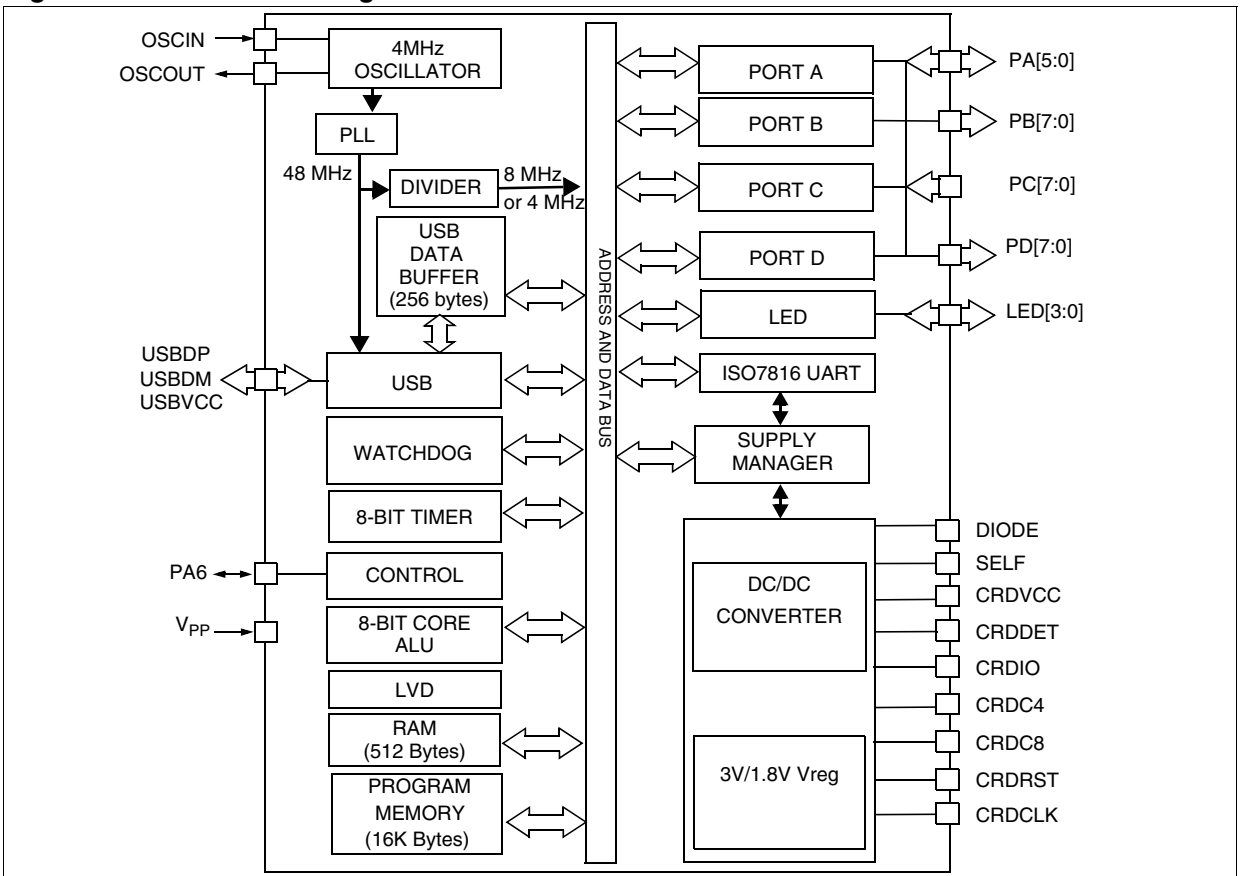 OSCIN
OSCOUT
4MHz
OSCILLATOR
PLL
48 MHz
DIVIDER
8 MHz
or 4 MHz
USB
DATA
BUFFER
(256 bytes)
USBDP
USBDM
USBVCC
USB
WATCHDOG
8-BIT TIMER
PA6
CONTROL
VPP
8-BIT CORE
ALU
LVD
RAM
(512 Bytes)
PROGRAM
MEMORY
(16K Bytes)
ADDRESS AND DATA BUS
PORT A
PA[5:0]
PORT B
PB[7:0]
PORT C
PC[7:0]
PORT D
PD[7:0]
LED
LED[3:0]
ISO7816 UART
SUPPLY
MANAGER
DC/DC
CONVERTER
3V/1.8V Vreg
DIODE
SELF
CRDVCC
CRDDET
CRDIO
CRDC4
CRDC8
CRDRST
CRDCLK